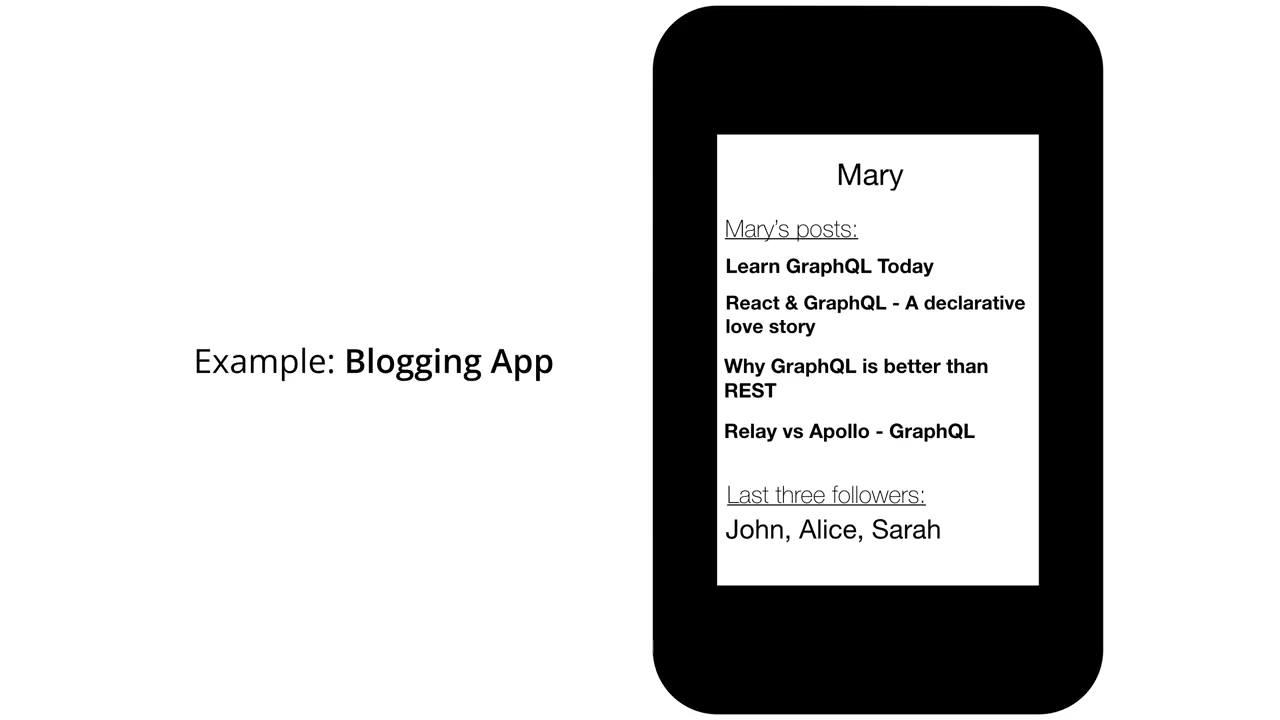 Example: Blogging App
Mary
Mary's posts:
Learn GraphQL Today
React & GraphQL - A declarative
love story
Why GraphQL is better than
REST
Relay vs Apollo - GraphQL
Last three followers:
John, Alice, Sarah